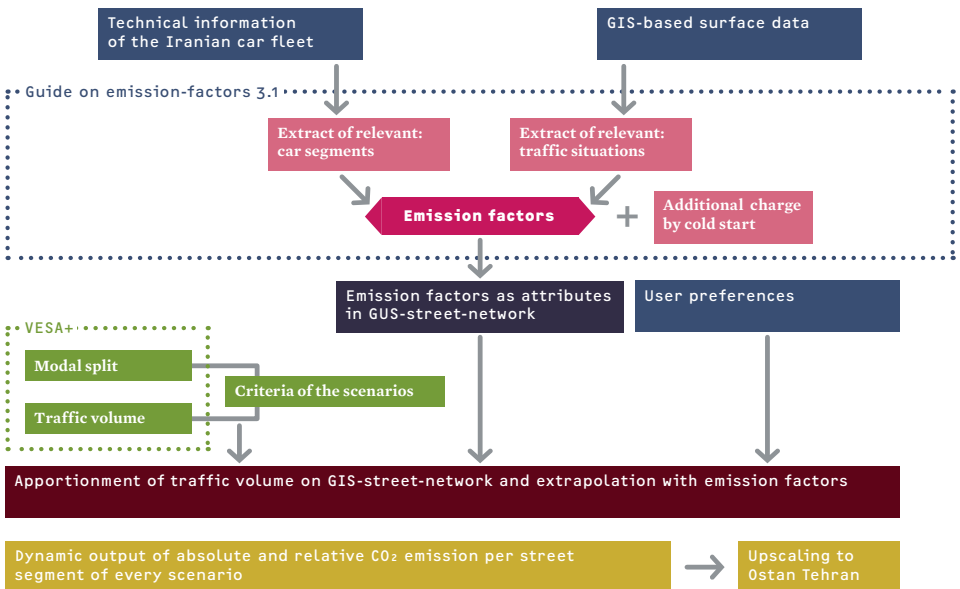 Technical information
of the Iranian car fleet
GIS-based surface data
Guide on emission-factors 3.1
Extract of relevant:
car segments
Extract of relevant:
traffic situations
Emission factors
+
Additional charge
by cold start
Emission factors as attributes
in GUS-street-network
User preferences
VESA+
Modal split
Criteria of the scenarios
Traffic volume
Apportionment of traffic volume on GIS-street-network and extrapolation with emission factors
Dynamic output of absolute and relative CO₂ emission per street
segment of every scenario
Upscaling to
Ostan Tehran